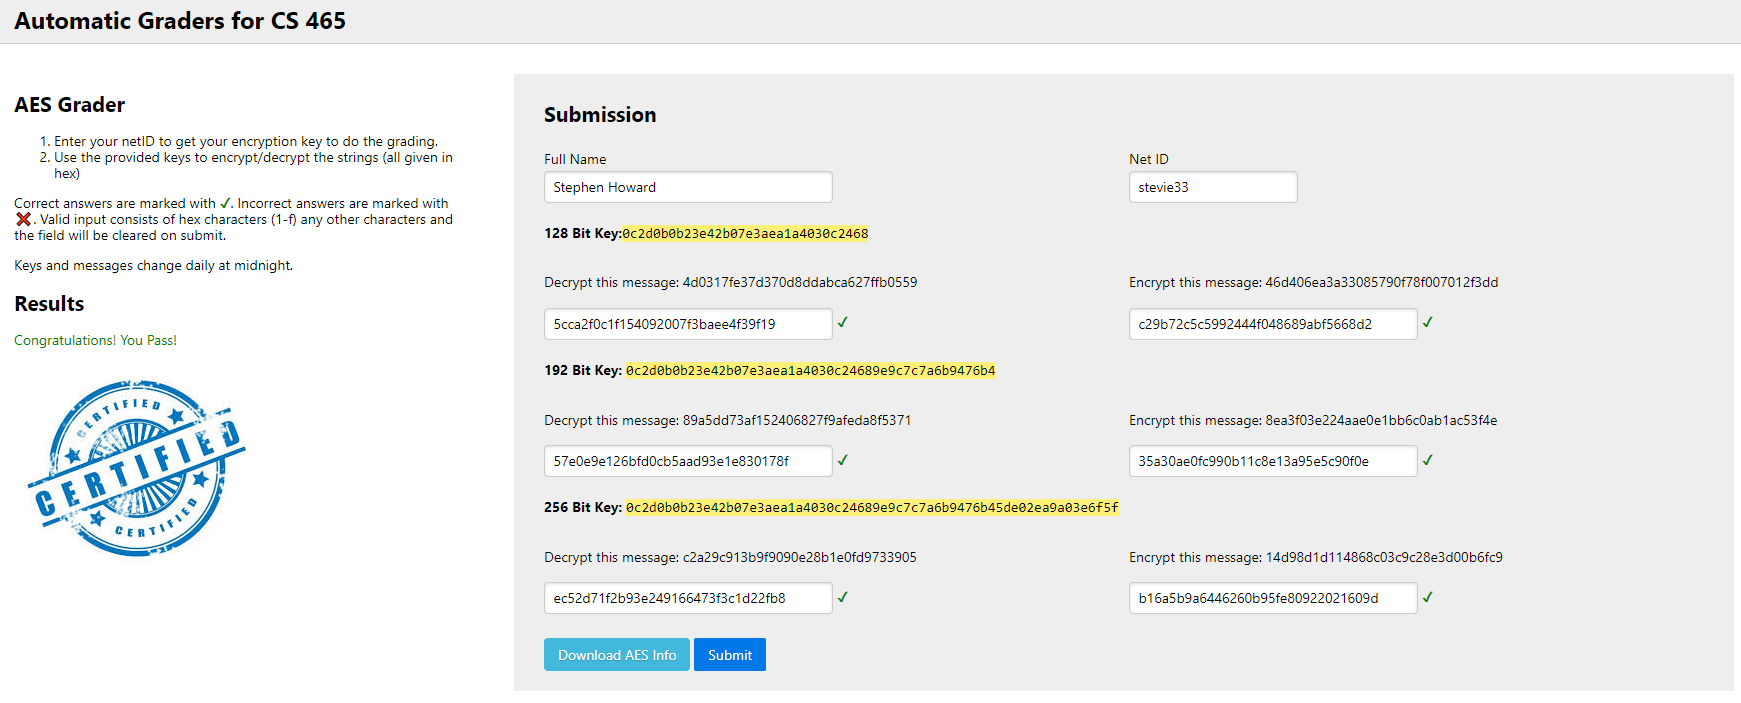 Automatic Graders for CS 465
AES Grader
1. Enter your netID to get your encryption key to do the grading.
2. Use the provided keys to encrypt/decrypt the strings (all given in
hex)
Correct answers are marked with ✓. Incorrect answers are marked with
❌. Valid input consists of hex characters (1-f) any other characters and
the field will be cleared on submit.
Keys and messages change daily at midnight.
Results
Congratulations! You Pass!
CERTIFIED
CERTIFIED
CERTIFIED
Submission
Full Name
Net ID
Stephen Howard
stevie33
128 Bit Key:0c2d0b0b23e42b07e3aea1a4030c2468
Decrypt this message: 4d0317fe37d370d8ddabca627ffb0559
Encrypt this message: 46d406ea3a33085790f78f007012f3dd
5cca2f0c1f154092007f3baee4f39f19 ✓
c29b72c5c5992444f048689abf5668d2 ✓
192 Bit Key: 0c2d0b0b23e42b07e3aea1a4030c24689e9c7c7a6b9476b4
Decrypt this message: 89a5dd73af152406827f9afeda8f5371
Encrypt this message: 8ea3f03e224aae0e1bb6c0ab1ac53f4e
57e0e9e126bfd0cb5aad93e1e830178f ✓
35a30ae0fc990b11c8e13a95e5c90f0e ✓
256 Bit Key: 0c2d0b0b23e42b07e3aea1a4030c24689e9c7c7a6b9476b45de02ea9a03e6f5f
Decrypt this message: c2a29c913b9f9090e28b1e0fd9733905
Encrypt this message: 14d98d1d114868c03c9c28e3d00b6fc9
ec52d71f2b93e249166473f3c1d22fb8 ✓
b16a5b9a6446260b95fe80922021609d ✓
Download AES Info
Submit